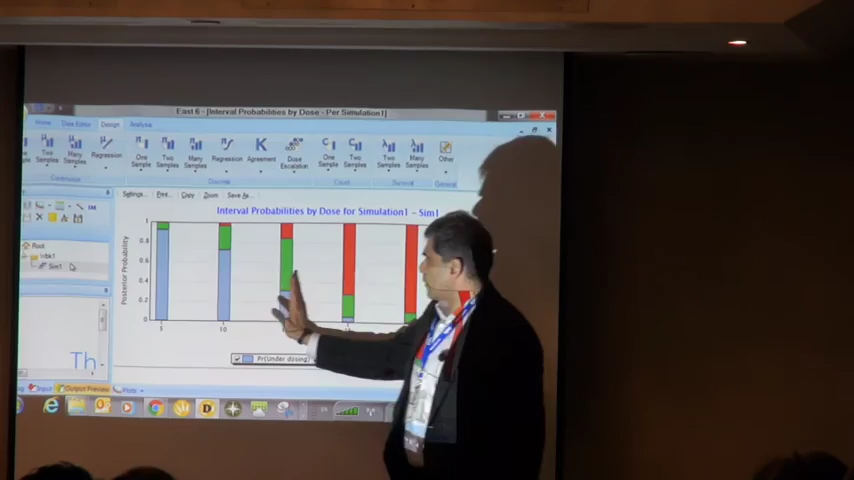 East 6 - [Interval Probabilities by Dose - Per Simulation1]
Home Data Editor Design Analysis
Two Samples Many Samples Regression One Sample Two Samples Many Samples Regression Agreement Dose Escalation One Sample Two Samples Two Samples Many Samples Other
Continuous Discrete Count Survival General
Settings... Print... Copy Zoom Save As...
Interval Probabilities by Dose for Simulation1 - Sim1
Root
Wbk1
Sim1
Posterior Probability
1
0.8
0.6
0.4
0.2
0
5 10
Pr(Under dosing)
Th
Input Output Preview Plots